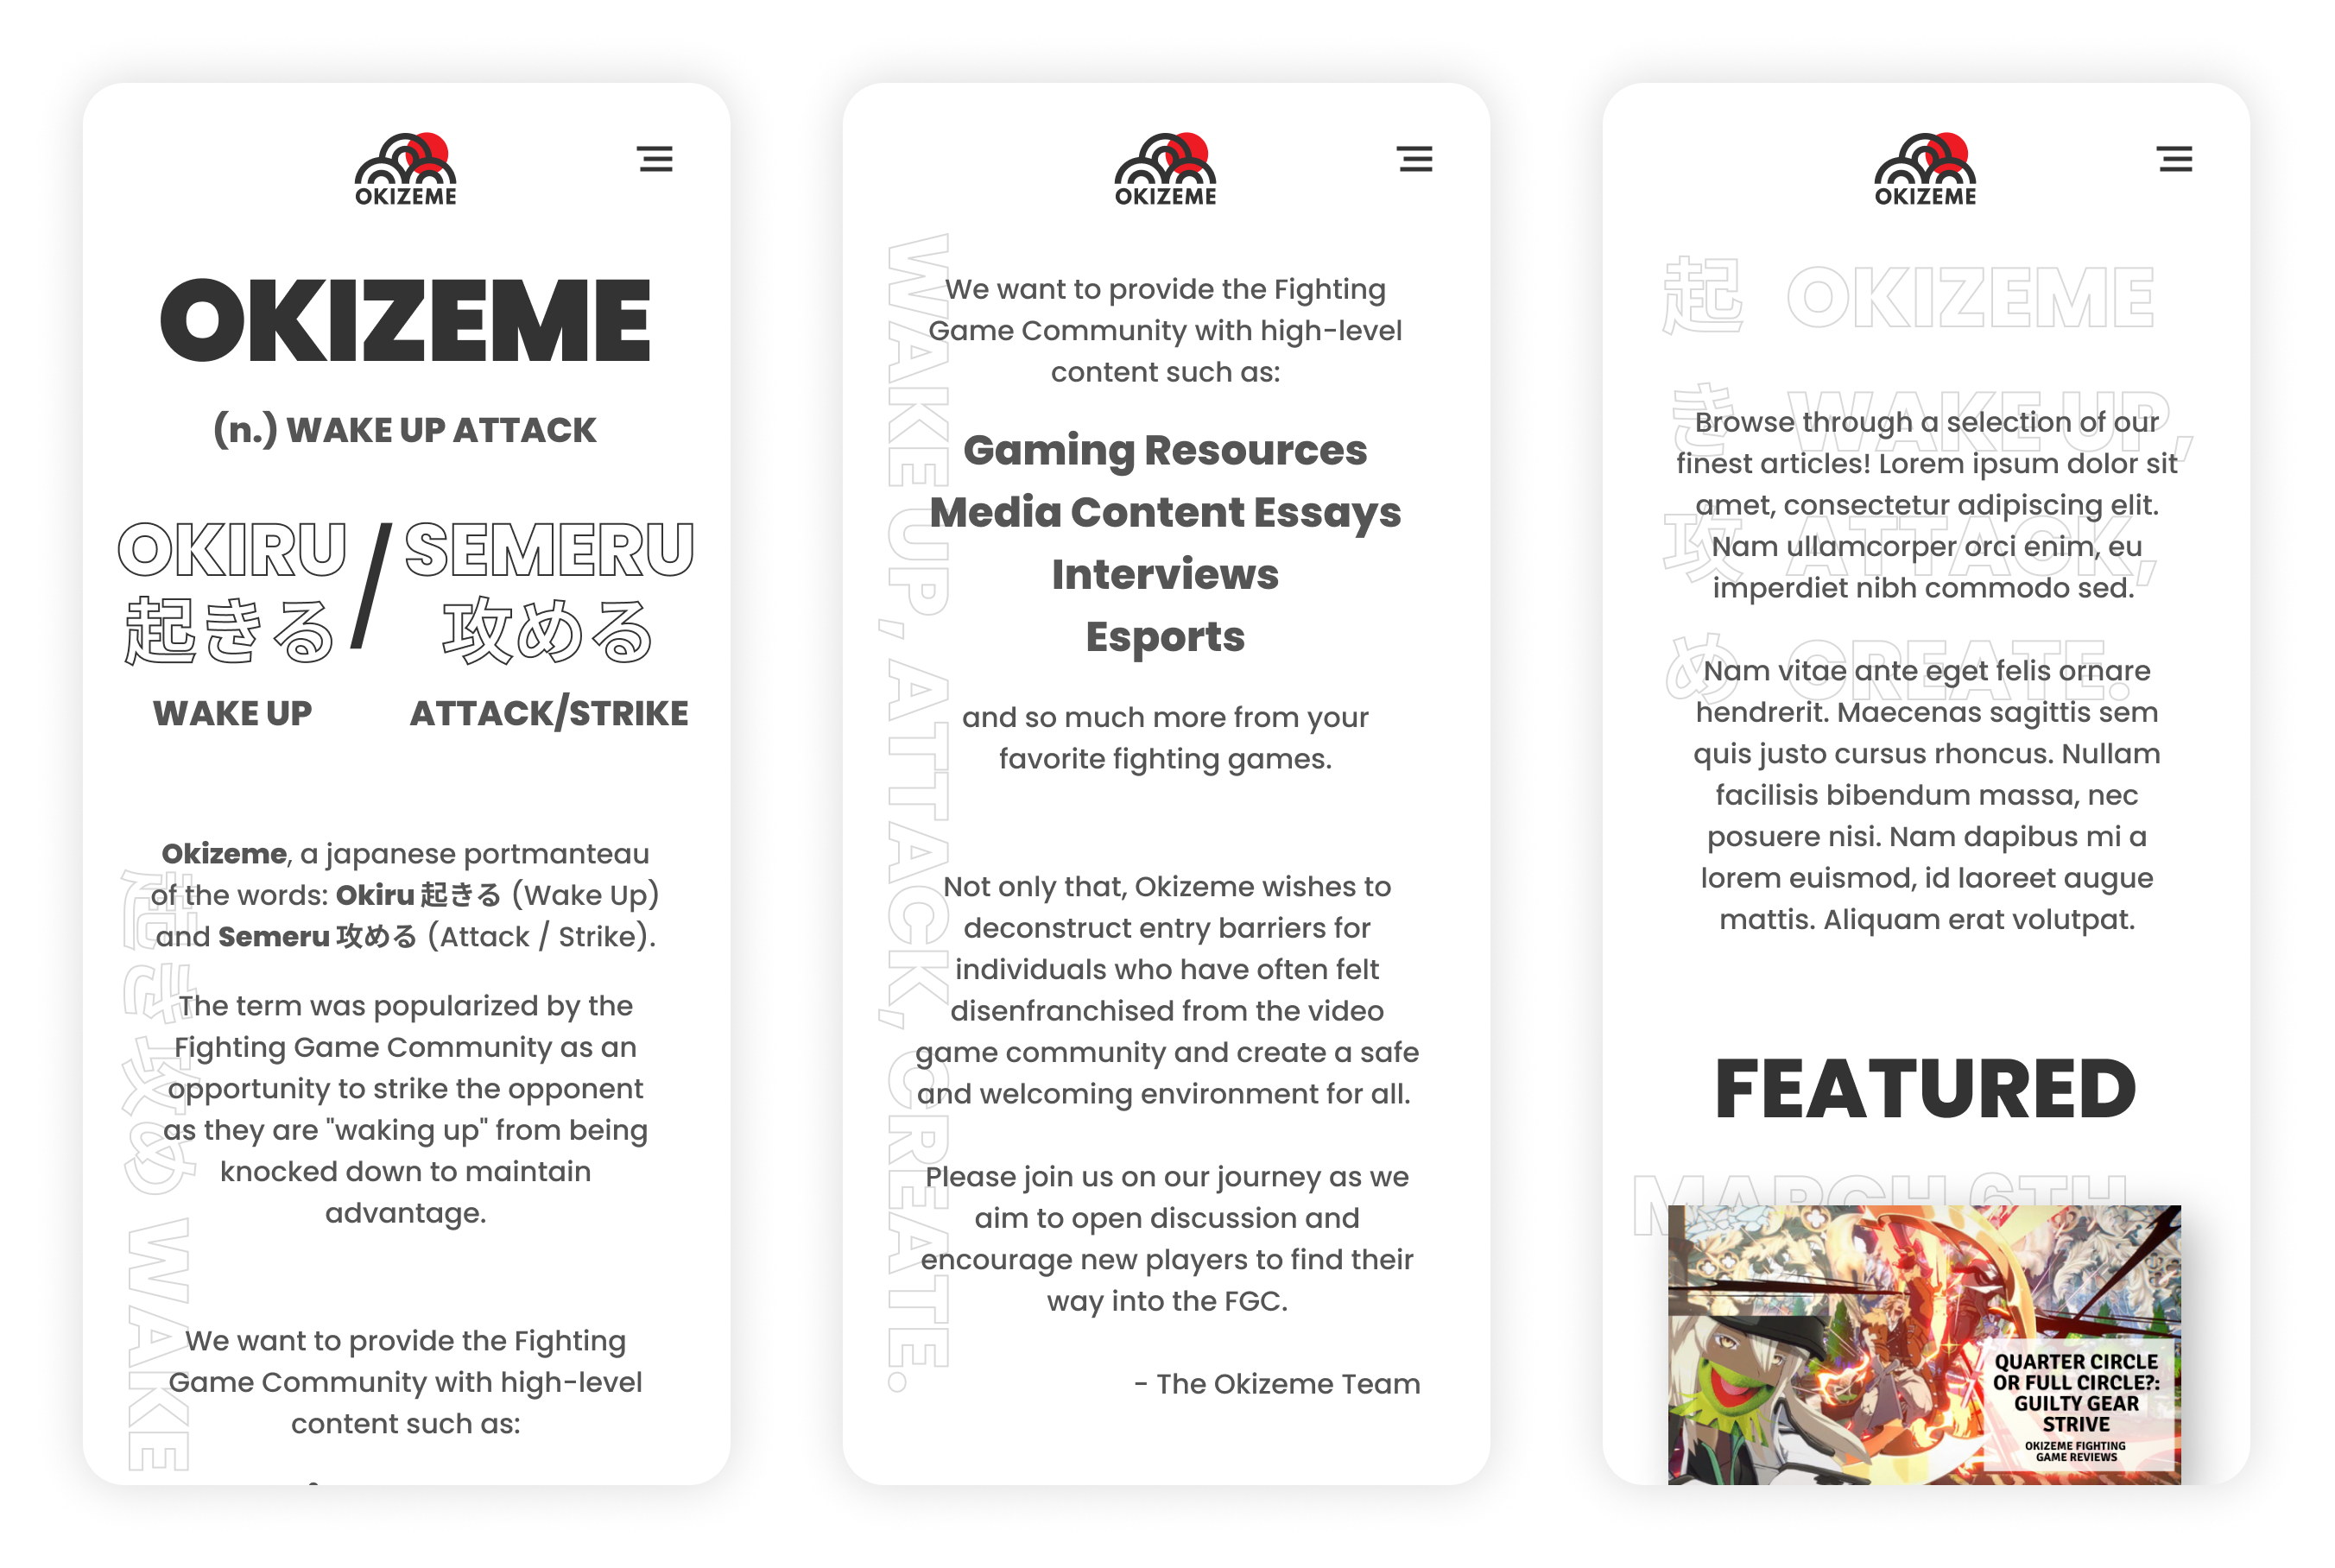 OKIZEME
OKIZEME
(n.) WAKE UP ATTACK
OKIRU / SEMERU
起きる 攻める
WAKE UP ATTACK/STRIKE
Okizeme, a japanese portmanteau
of the words: Okiru 起きる (Wake Up)
and Semeru 攻める (Attack / Strike).
The term was popularized by the
Fighting Game Community as an
opportunity to strike the opponent
as they are "waking up" from being
knocked down to maintain
advantage.
We want to provide the Fighting
Game Community with high-level
content such as:
起き攻め WAKE
OKIZEME
WAKE UP, ATTACK, CREATE.
We want to provide the Fighting
Game Community with high-level
content such as:
Gaming Resources
Media Content Essays
Interviews
Esports
and so much more from your
favorite fighting games.
Not only that, Okizeme wishes to
deconstruct entry barriers for
individuals who have often felt
disenfranchised from the video
game community and create a safe
and welcoming environment for all.
Please join us on our journey as we
aim to open discussion and
encourage new players to find their
way into the FGC.
- The Okizeme Team
OKIZEME
起 OKIZEME
き WAKE UP,
攻 ATTACK,
め CREATE.
Browse through a selection of our
finest articles! Lorem ipsum dolor sit
amet, consectetur adipiscing elit.
Nam ullamcorper orci enim, eu
imperdiet nibh commodo sed.
Nam vitae ante eget felis ornare
hendrerit. Maecenas sagittis sem
quis justo cursus rhoncus. Nullam
facilisis bibendum massa, nec
posuere nisi. Nam dapibus mi a
lorem euismod, id laoreet augue
mattis. Aliquam erat volutpat.
FEATURED
MARCH 6TH
QUARTER CIRCLE
OR FULL CIRCLE?:
GUILTY GEAR
STRIVE
OKIZEME FIGHTING
GAME REVIEWS